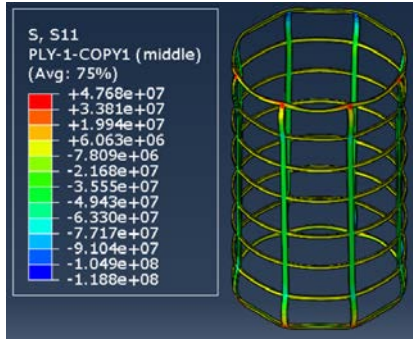 S, S11
PLY-1-COPY1 (middle)
(Avg: 75%)
+4.768e+07
+3.381e+07
+1.994e+07
+6.063e+06
-7.809e+06
-2.168e+07
-3.555e+07
-4.943e+07
-6.330e+07
-7.717e+07
-9.104e+07
-1.049e+08
-1.188e+08